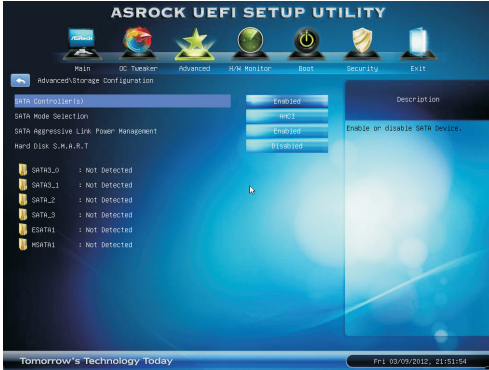 ASROCK UEFI SETUP UTILITY
ASRock
Main
OC Tweaker
Advanced
H/W Monitor
Boot
Security
Exit
Advanced\Storage Configuration
SATA Controller(s)
Enabled
SATA Mode Selection
AHCI
SATA Aggressive Link Power Management
Enabled
Hard Disk S.M.A.R.T
Disabled
SATA3_0 : Not Detected
SATA3_1 : Not Detected
SATA_2 : Not Detected
SATA_3 : Not Detected
ESATA1 : Not Detected
MSATA1 : Not Detected
Description
Enable or disable SATA Device.
Tomorrow's Technology Today
Fri 03/09/2012, 21:51:54